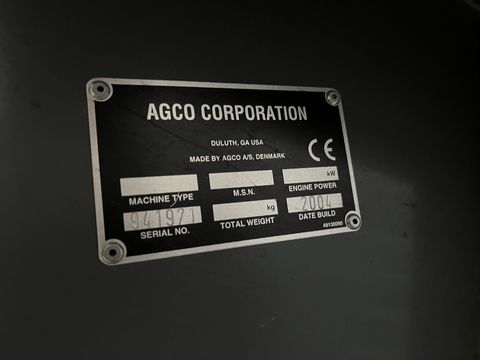 AGCO CORPORATION
DULUTH, GA USA
MADE BY AGCO A/S, DENMARK
CE
kW
MACHINE TYPE
M.S.N.
ENGINE POWER
941971
kg
2004
SERIAL NO.
TOTAL WEIGHT
DATE BUILD
49130090